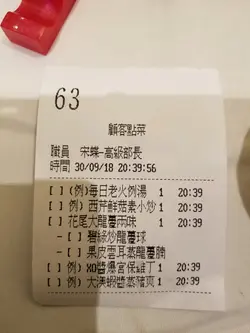 63
顧客點菜
職員 宋蝶-高級部長
時間 30/09/18 20:39:56
[ ] (例)每日老火例湯 1 20:39
[ ] 例) 西芹鮮菇素小炒 1 20:39
[ ] 花尾大龍躉兩味 1 20:39
- [ ] 碧綠炒龍躉球
- [ ] 果皮雲耳蒸龍躉腩
[ ] 例) XO醬爆宮保雞丁 1 20:39
[ ] 例) 大澳蝦醬蒸豬爽 1 20:39